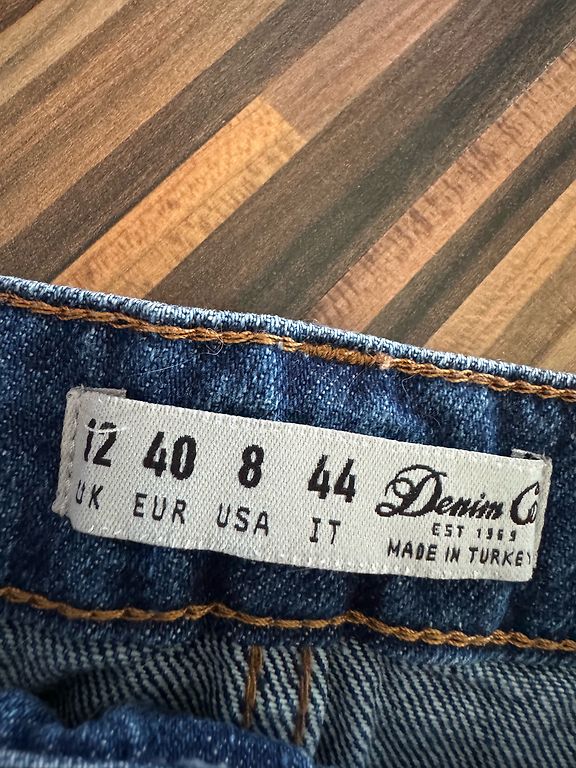 12 40 8 44
UK EUR USA IT
Denim Co
EST 1969
MADE IN TURKEY